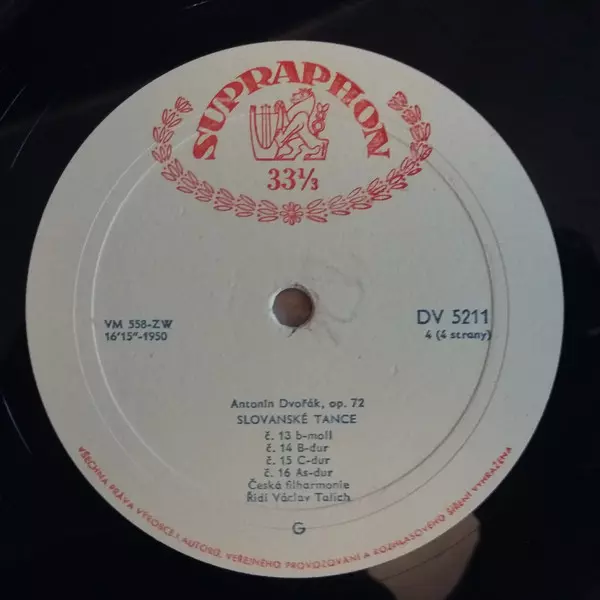 SUPRAPHON
33⅓
VM 558-ZW
16'15"-1950
DV 5211
4 (4 strany)
Antonín Dvořák, op. 72
SLOVANSKÉ TANCE
č. 13 b-moll
č. 14 B-dur
č. 15 C-dur
č. 16 As-dur
Česká filharmonie
Řídí Václav Talich
G
VŠECHNA PRÁVA VÝROBCE I AUTORŮ, VEŘEJNÉHO PROVOZOVÁNÍ A ROZHLASOVÉHO ŠÍŘENÍ VYHRAŽENA